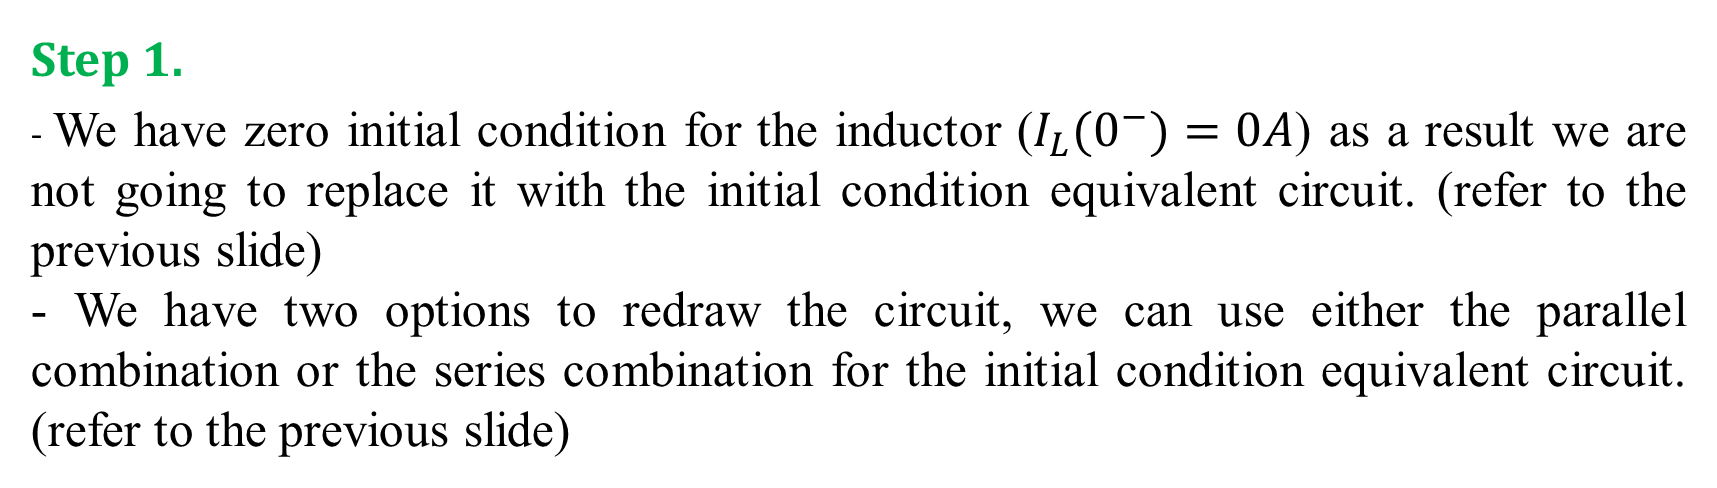 Step 1.
- We have zero initial condition for the inductor (I_L(0⁻) = 0A) as a result we are
not going to replace it with the initial condition equivalent circuit. (refer to the
previous slide)
- We have two options to redraw the circuit, we can use either the parallel
combination or the series combination for the initial condition equivalent circuit.
(refer to the previous slide)